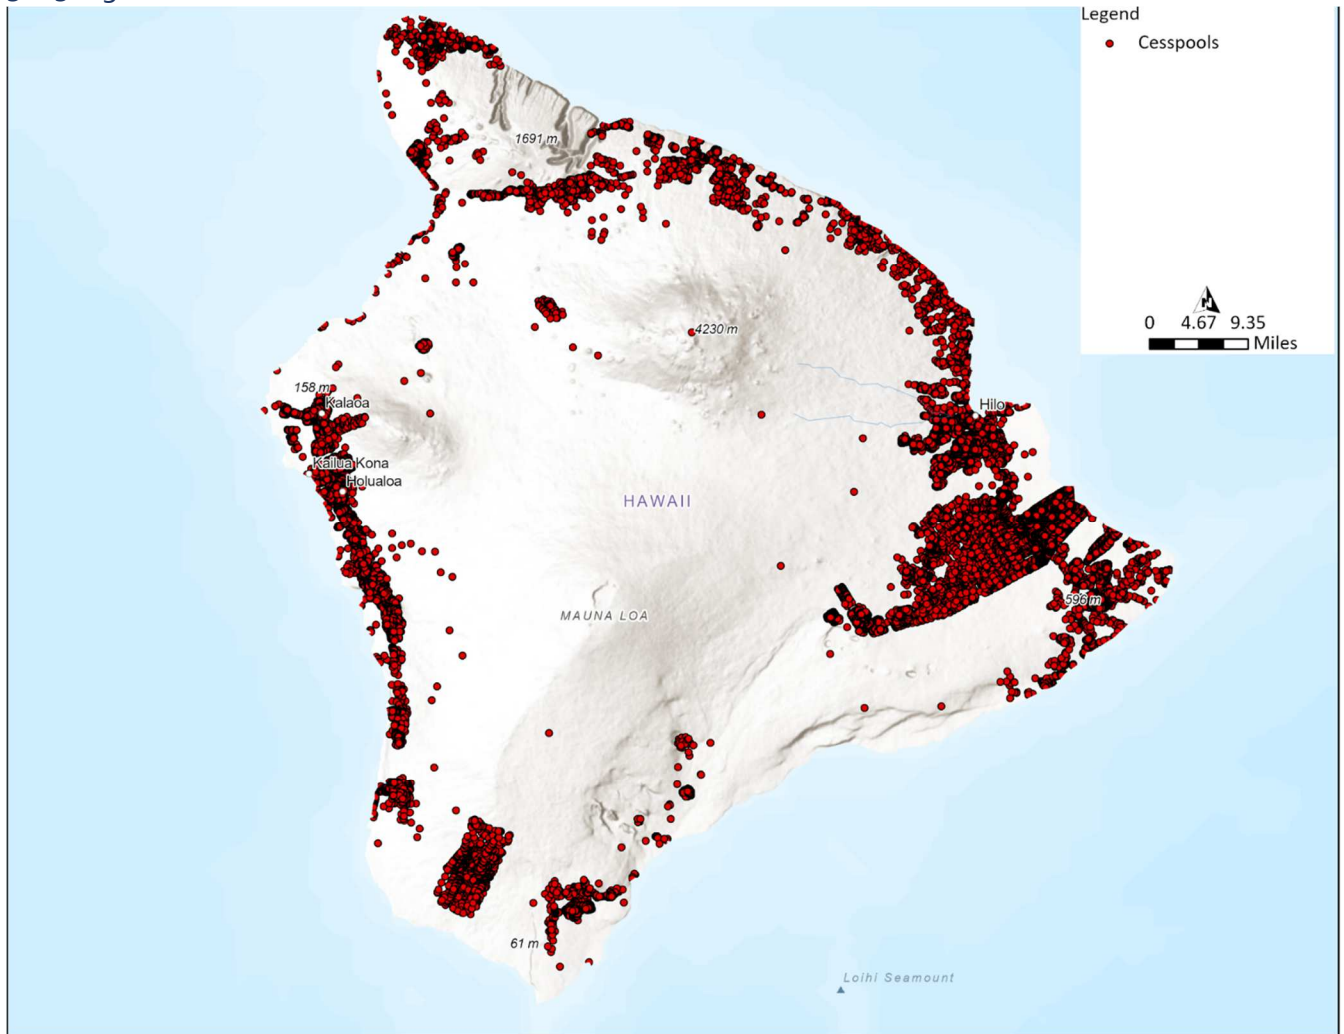 Legend
Cesspools
1691 m
0 4.67 9.35
Miles
4230 m
158 m
Kalaoa
Hilo
Kailua Kona
Holualoa
HAWAII
596 m
MAUNA LOA
61 m
Loihi Seamount
N